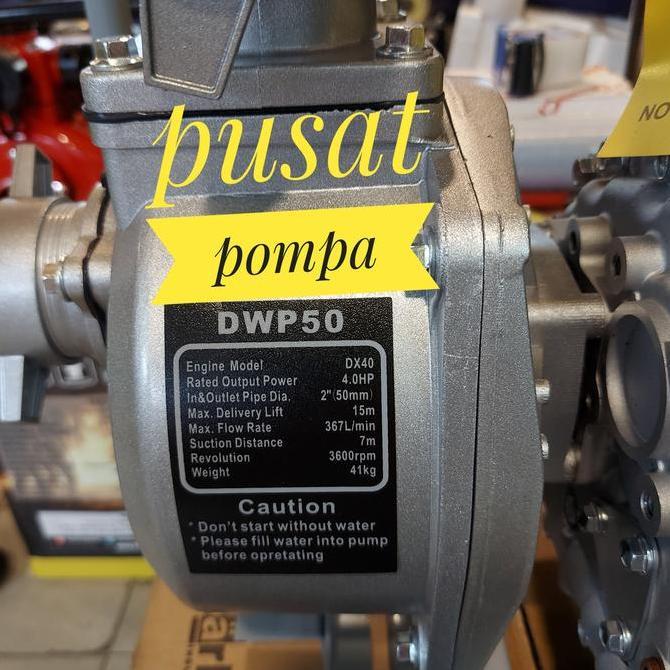 NO
pusat
pompa
DWP50
Engine Model DX40
Rated Output Power 4.0HP
In&Outlet Pipe Dia. 2"(50mm)
Max. Delivery Lift 15m
Max. Flow Rate 367L/min
Suction Distance 7m
Revolution 3600rpm
Weight 41kg
Caution
* Don't start without water
* Please fill water into pump
before opretating